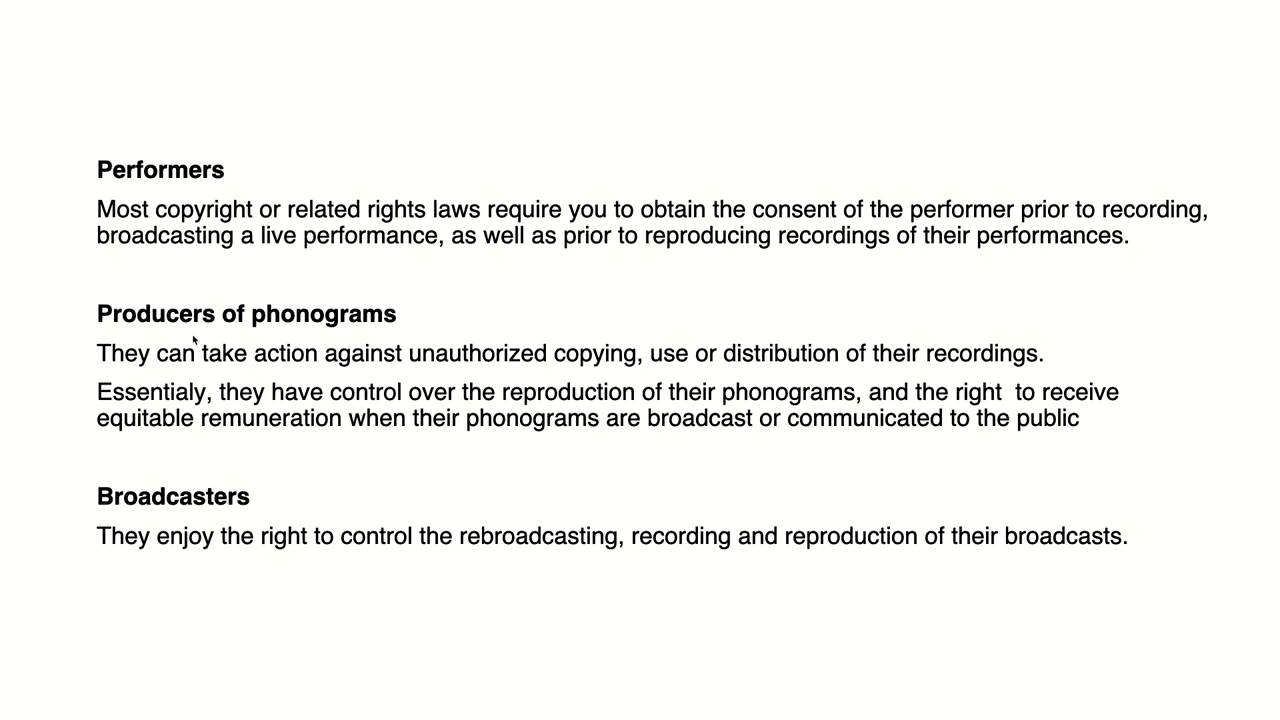 Performers
Most copyright or related rights laws require you to obtain the consent of the performer prior to recording,
broadcasting a live performance, as well as prior to reproducing recordings of their performances.
Producers of phonograms
They can take action against unauthorized copying, use or distribution of their recordings.
Essentialy, they have control over the reproduction of their phonograms, and the right  to receive
equitable remuneration when their phonograms are broadcast or communicated to the public
Broadcasters
They enjoy the right to control the rebroadcasting, recording and reproduction of their broadcasts.